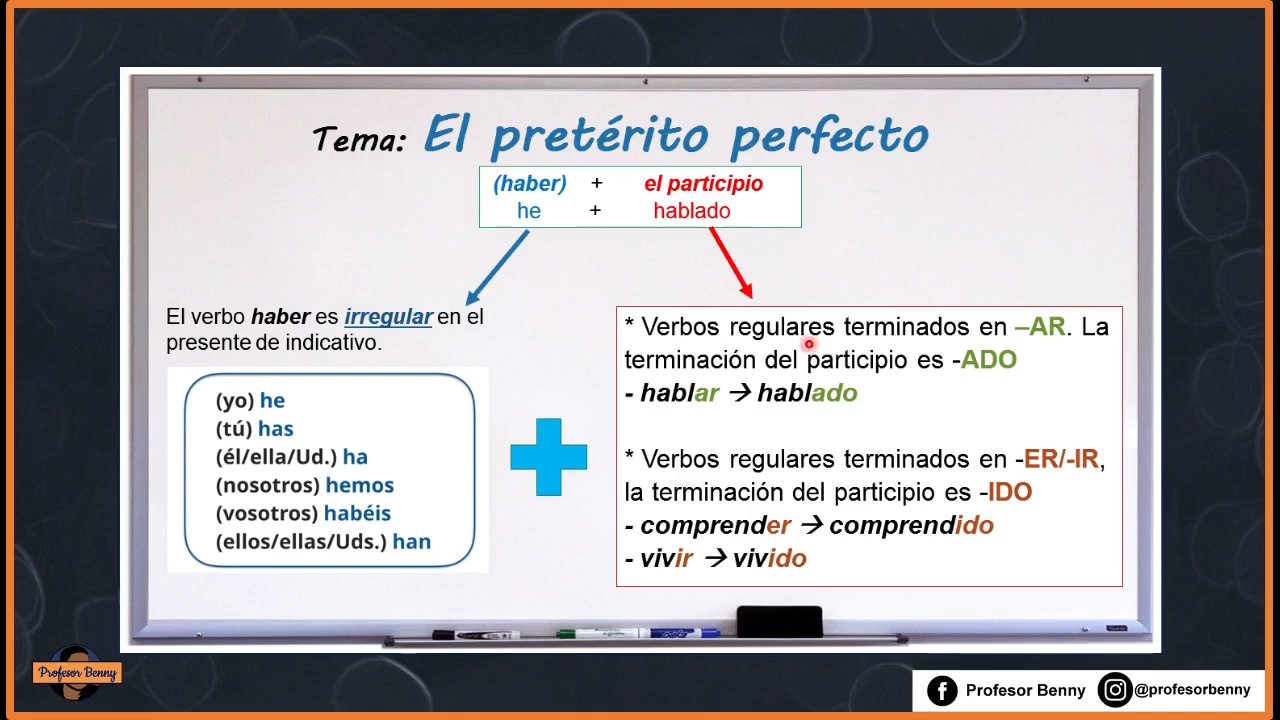 Tema: El pretérito perfecto
(haber) + el participio
he + hablado
El verbo haber es irregular en el
presente de indicativo.
(yo) he
(tú) has
(él/ella/Ud.) ha
(nosotros) hemos
(vosotros) habéis
(ellos/ellas/Uds.) han
* Verbos regulares terminados en –AR. La
terminación del participio es -ADO
- hablar → hablado
* Verbos regulares terminados en -ER/-IR,
la terminación del participio es -IDO
- comprender → comprendido
- vivir → vivido
Profesor Benny
Profesor Benny
@profesorbenny